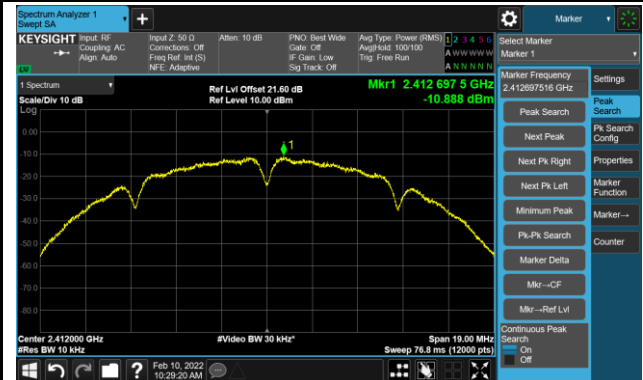 Spectrum Analyzer 1
Swept SA
+
Marker
KEYSIGHT
Input: RF
Coupling: AC
Align: Auto
Input Z: 50 Ω
Corrections: Off
Freq Ref: Int (S)
NFE: Adaptive
Atten: 10 dB
PNO: Best Wide
Gate: Off
IF Gain: Low
Sig Track: Off
Avg Type: Power (RMS)
Avg|Hold: 100/100
Trig: Free Run
1 2 3 4 5 6
A W W W W W
A N N N N N
Select Marker
Marker 1
1 Spectrum
Scale/Div 10 dB
Log
Ref Lvl Offset 21.60 dB
Ref Level 10.00 dBm
Mkr1 2.412 697 5 GHz
-10.888 dBm
1
0.00
-10.0
-20.0
-30.0
-40.0
-50.0
-60.0
-70.0
-80.0
Center 2.412000 GHz
#Res BW 10 kHz
#Video BW 30 kHz*
Span 19.00 MHz
Sweep 76.8 ms (12000 pts)
Marker Frequency
2.412697516 GHz
Peak Search
Next Peak
Next Pk Right
Next Pk Left
Minimum Peak
Pk-Pk Search
Marker Delta
Mkr→CF
Mkr→Ref Lvl
Continuous Peak
Search
On
Off
Settings
Peak
Search
Pk Search
Config
Properties
Marker
Function
Marker→
Counter
?
Feb 10, 2022
10:29:20 AM